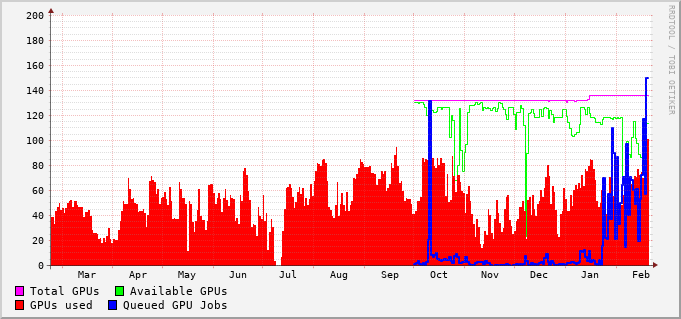 200
180
160
140
120
100
80
60
40
20
0
Mar Apr May Jun Jul Aug Sep Oct Nov Dec Jan Feb
Total GPUs Available GPUs
GPUs used Queued GPU Jobs
RRDTOOL / TOBI OETIKER